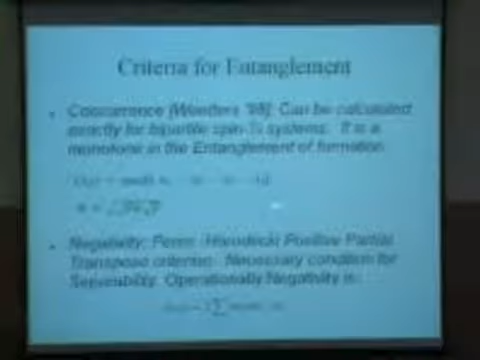 Criteria for Entanglement
Concurrence [Wootters '98]: Can be calculated
exactly for bipartite spin-½ systems. It is a
monotone in the Entanglement of formation.
Negativity: Peres-Horodecki Positive Partial
Transpose criterion. Necessary condition for
Separability. Operationally Negativity is: